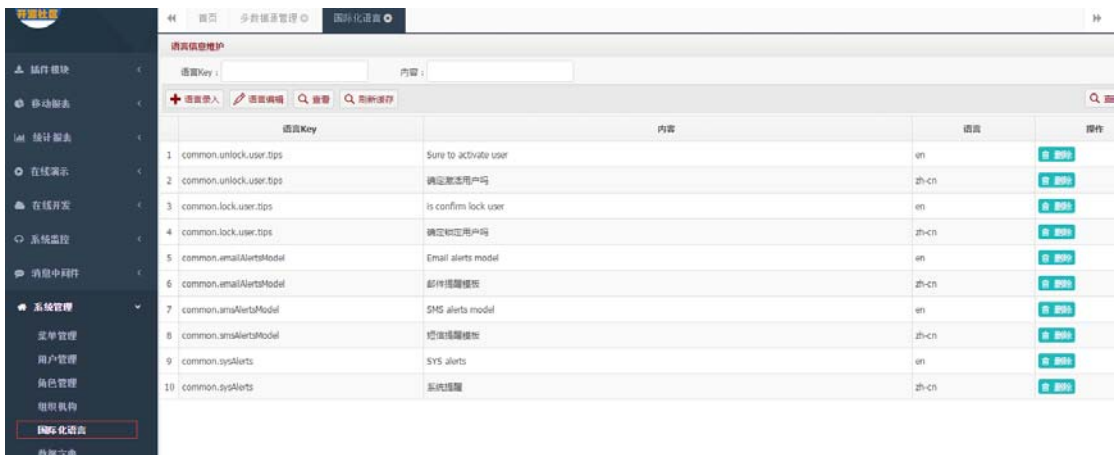 开源社区
首页 多数据源管理 国际化语言
语言信息维护
插件模块
语言Key： 内容：
移动报表
语言录入 语言编辑 查看 刷新缓存
统计报表
语言Key 内容 语言 操作
1 common.unlock.user.tips Sure to activate user en 删除
在线演示
2 common.unlock.user.tips 确定激活用户吗 zh-cn 删除
在线开发
3 common.lock.user.tips is confirm lock user en 删除
系统监控
4 common.lock.user.tips 确定锁定用户吗 zh-cn 删除
5 common.emailAlertsModel Email alerts model en 删除
消息中间件
6 common.emailAlertsModel 邮件提醒模板 zh-cn 删除
系统管理
7 common.smsAlertsModel SMS alerts model en 删除
菜单管理
8 common.smsAlertsModel 短信提醒模板 zh-cn 删除
用户管理
9 common.sysAlerts SYS alerts en 删除
角色管理
10 common.sysAlerts 系统提醒 zh-cn 删除
组织机构
国际化语言
数据字典